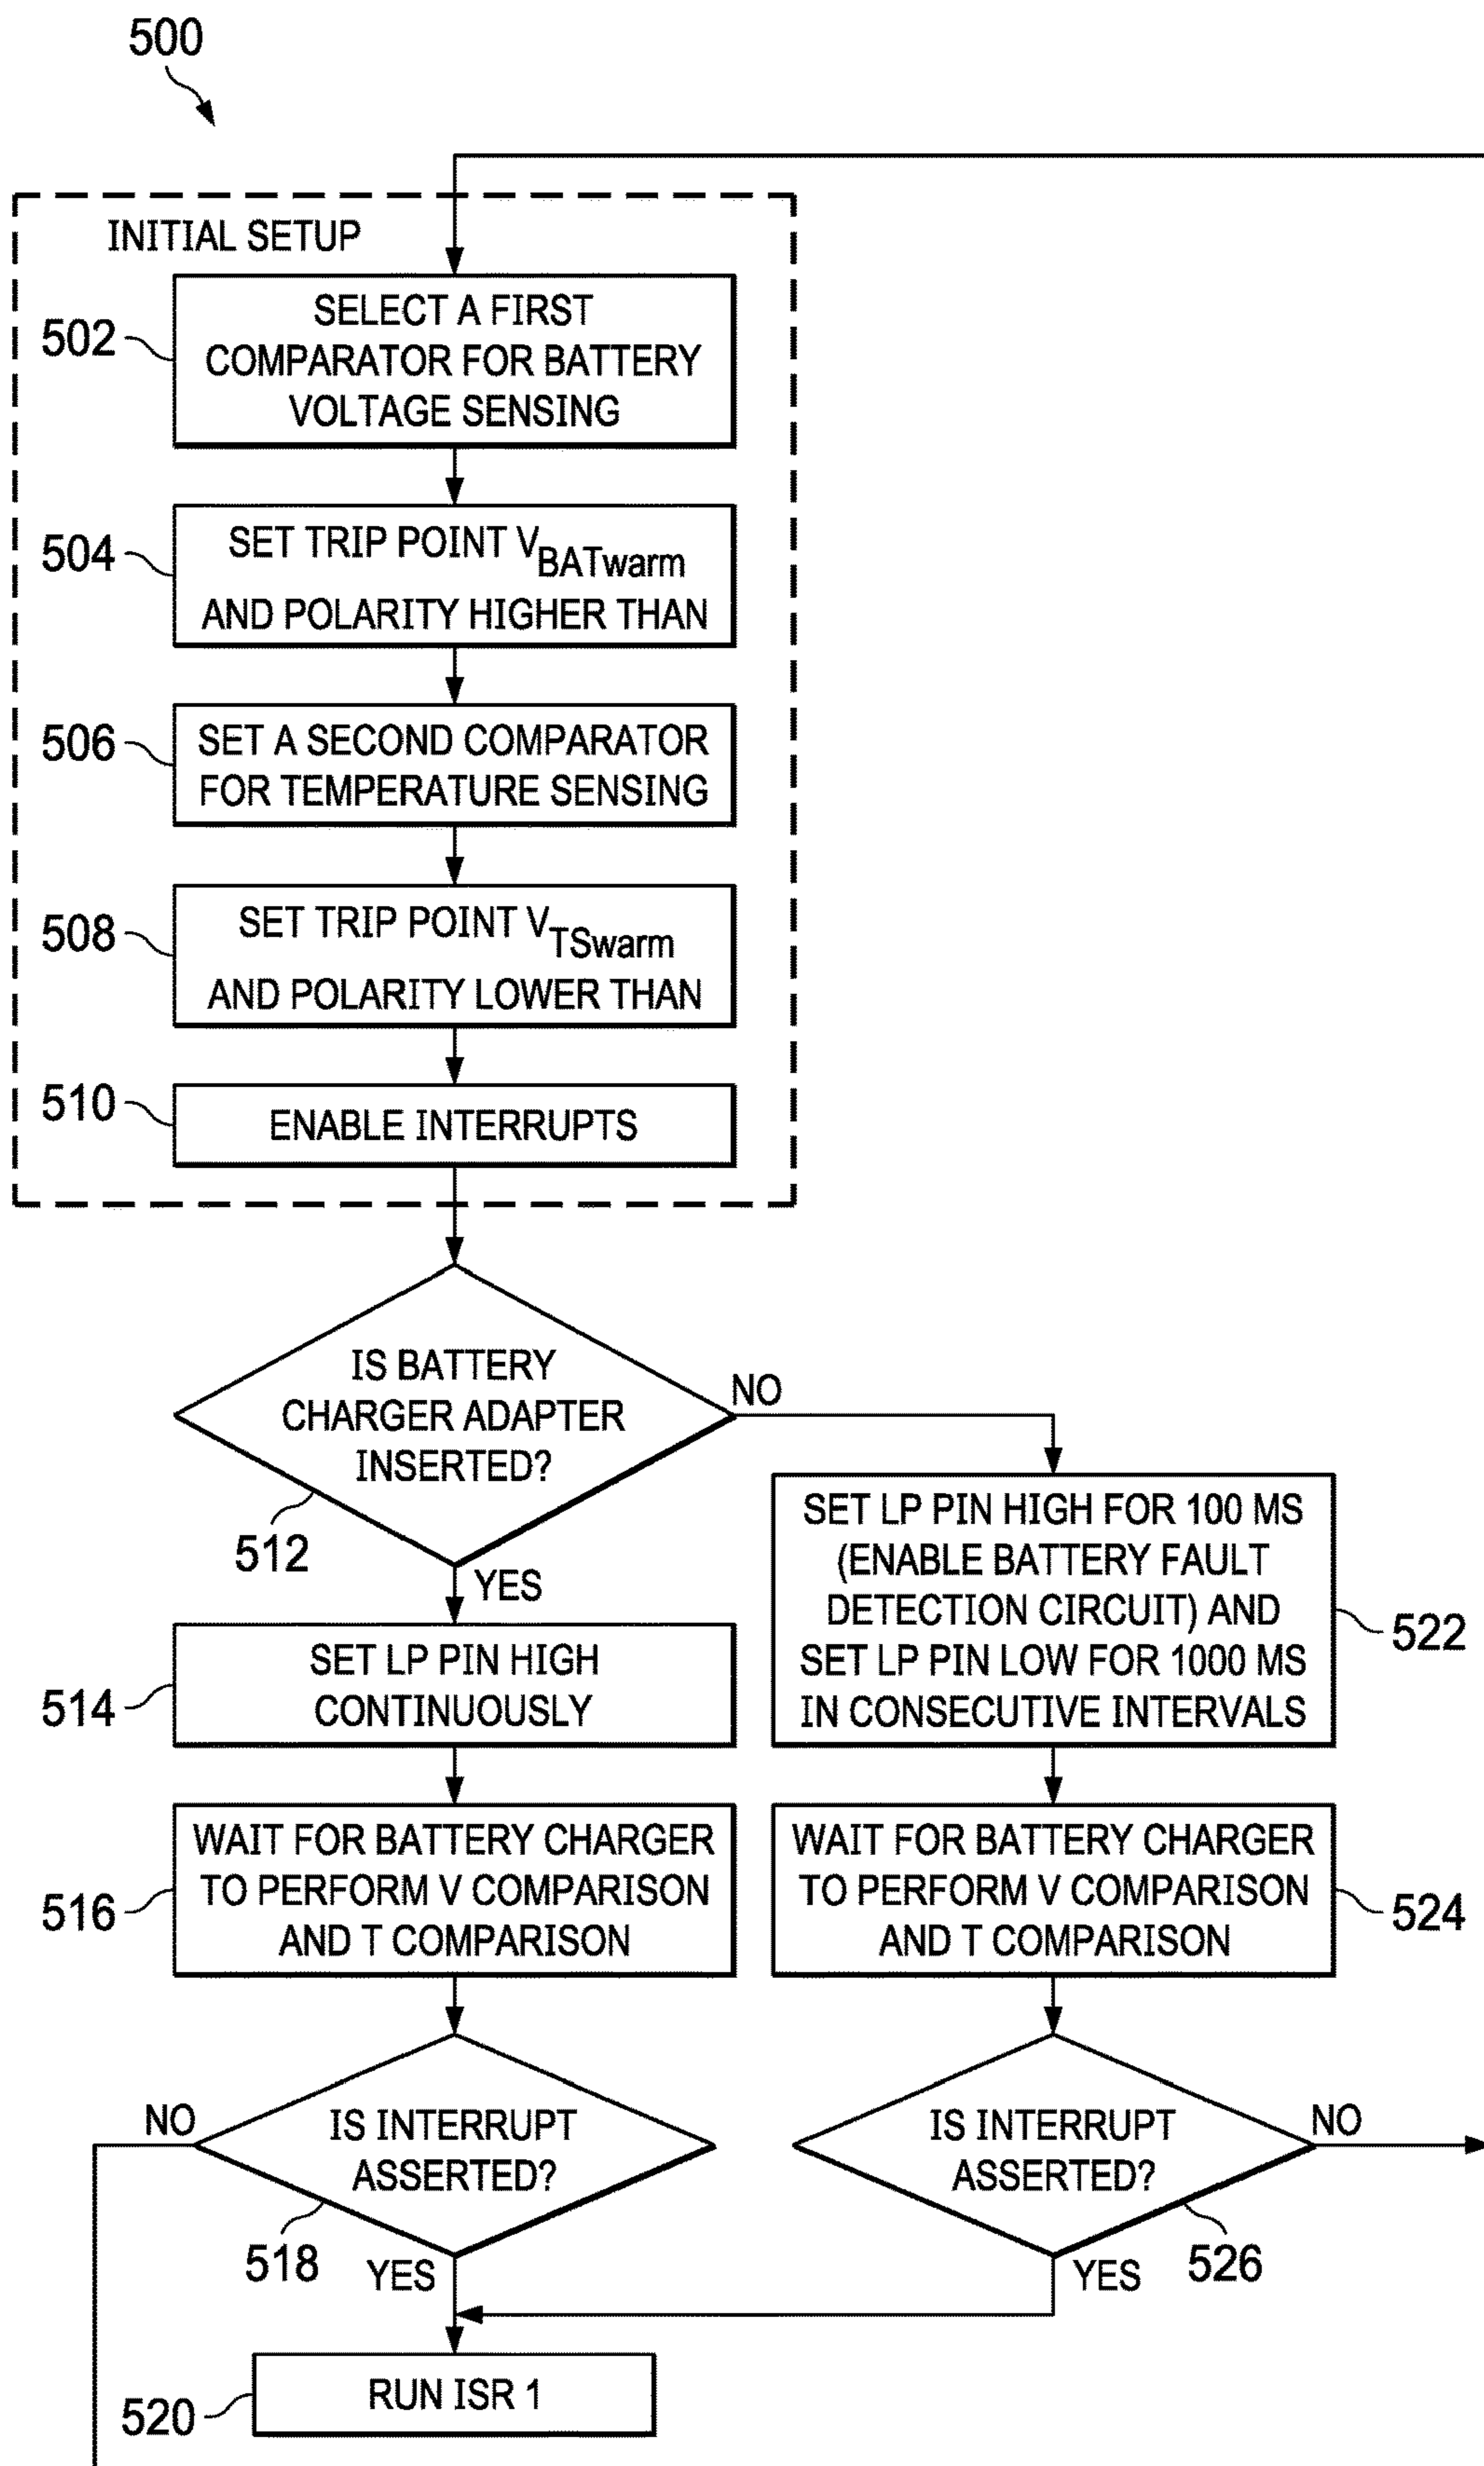 500
INITIAL SETUP
502
SELECT A FIRST
COMPARATOR FOR BATTERY
VOLTAGE SENSING
504
SET TRIP POINT VBATwarm
AND POLARITY HIGHER THAN
506
SET A SECOND COMPARATOR
FOR TEMPERATURE SENSING
508
SET TRIP POINT VTSwarm
AND POLARITY LOWER THAN
510
ENABLE INTERRUPTS
IS BATTERY
CHARGER ADAPTER
INSERTED?
NO
512
YES
514
SET LP PIN HIGH
CONTINUOUSLY
516
WAIT FOR BATTERY CHARGER
TO PERFORM V COMPARISON
AND T COMPARISON
NO
IS INTERRUPT
ASSERTED?
518
YES
SET LP PIN HIGH FOR 100 MS
(ENABLE BATTERY FAULT
DETECTION CIRCUIT) AND
SET LP PIN LOW FOR 1000 MS
IN CONSECUTIVE INTERVALS
522
WAIT FOR BATTERY CHARGER
TO PERFORM V COMPARISON
AND T COMPARISON
524
IS INTERRUPT
ASSERTED?
NO
526
YES
520
RUN ISR 1